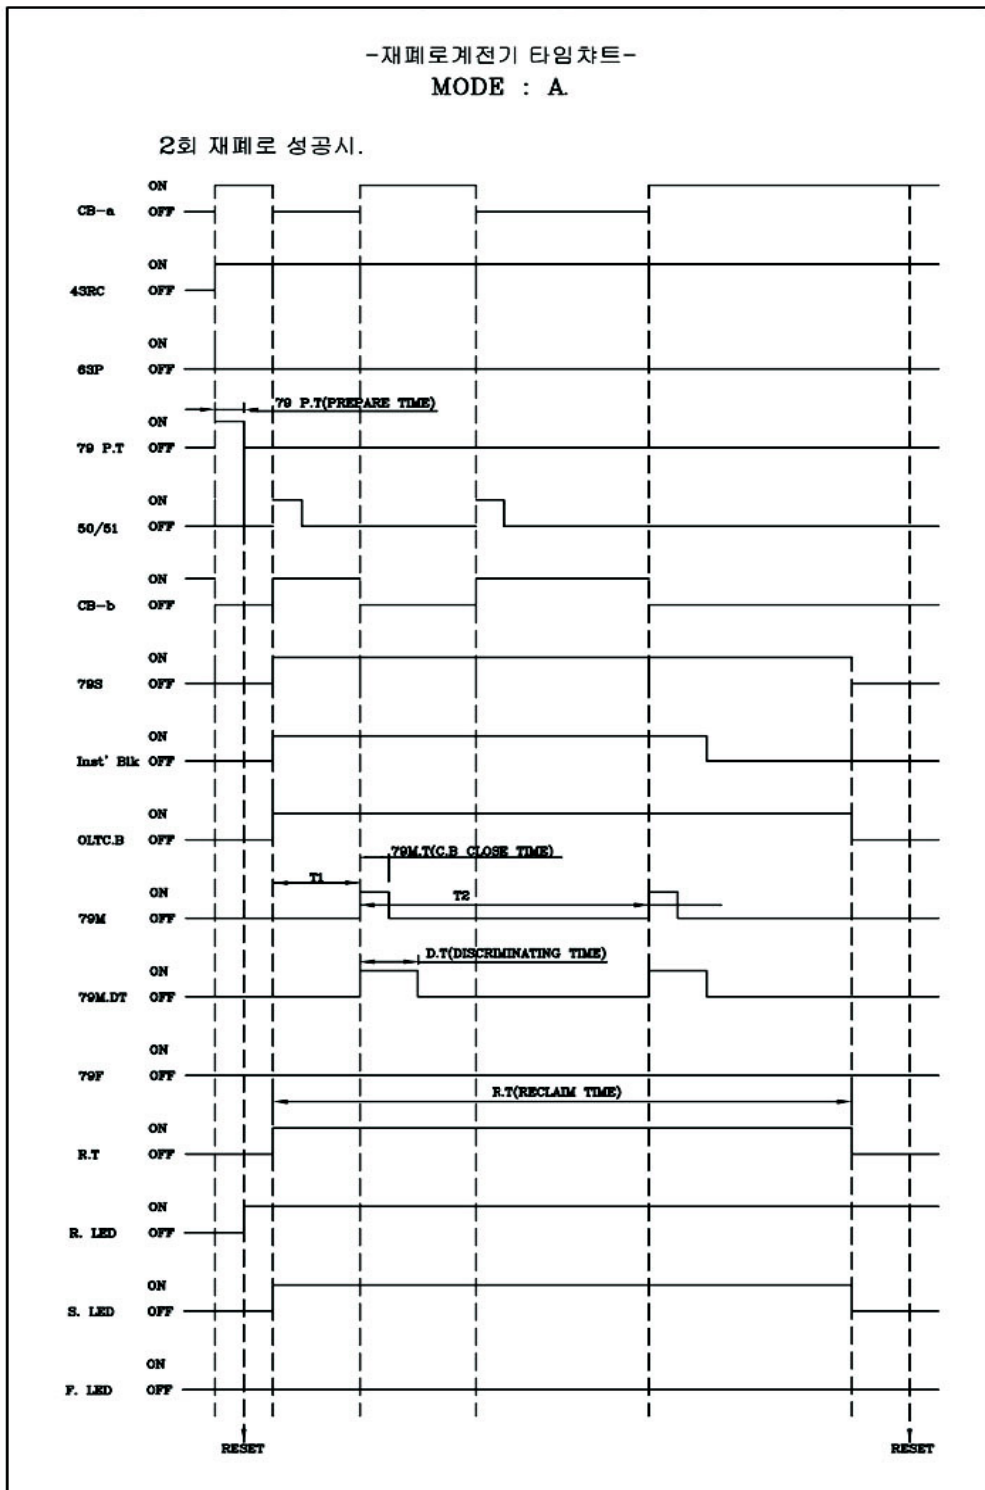 -재폐로계전기 타임챠트-
MODE : A.
2회 재폐로 성공시.
ON
CB-a OFF
ON
43RC OFF
ON
63P OFF
79 P.T(PREPARE TIME)
ON
79 P.T OFF
ON
50/51 OFF
ON
CB-b OFF
ON
79S OFF
ON
Inst' Blk OFF
ON
OLTC.B OFF
79M.T(C.B CLOSE TIME)
T1
ON
T2
79M OFF
D.T(DISCRIMINATING TIME)
ON
79M.DT OFF
ON
79F OFF
R.T(RECLAIM TIME)
ON
R.T OFF
ON
R. LED OFF
ON
S. LED OFF
ON
F. LED OFF
RESET RESET